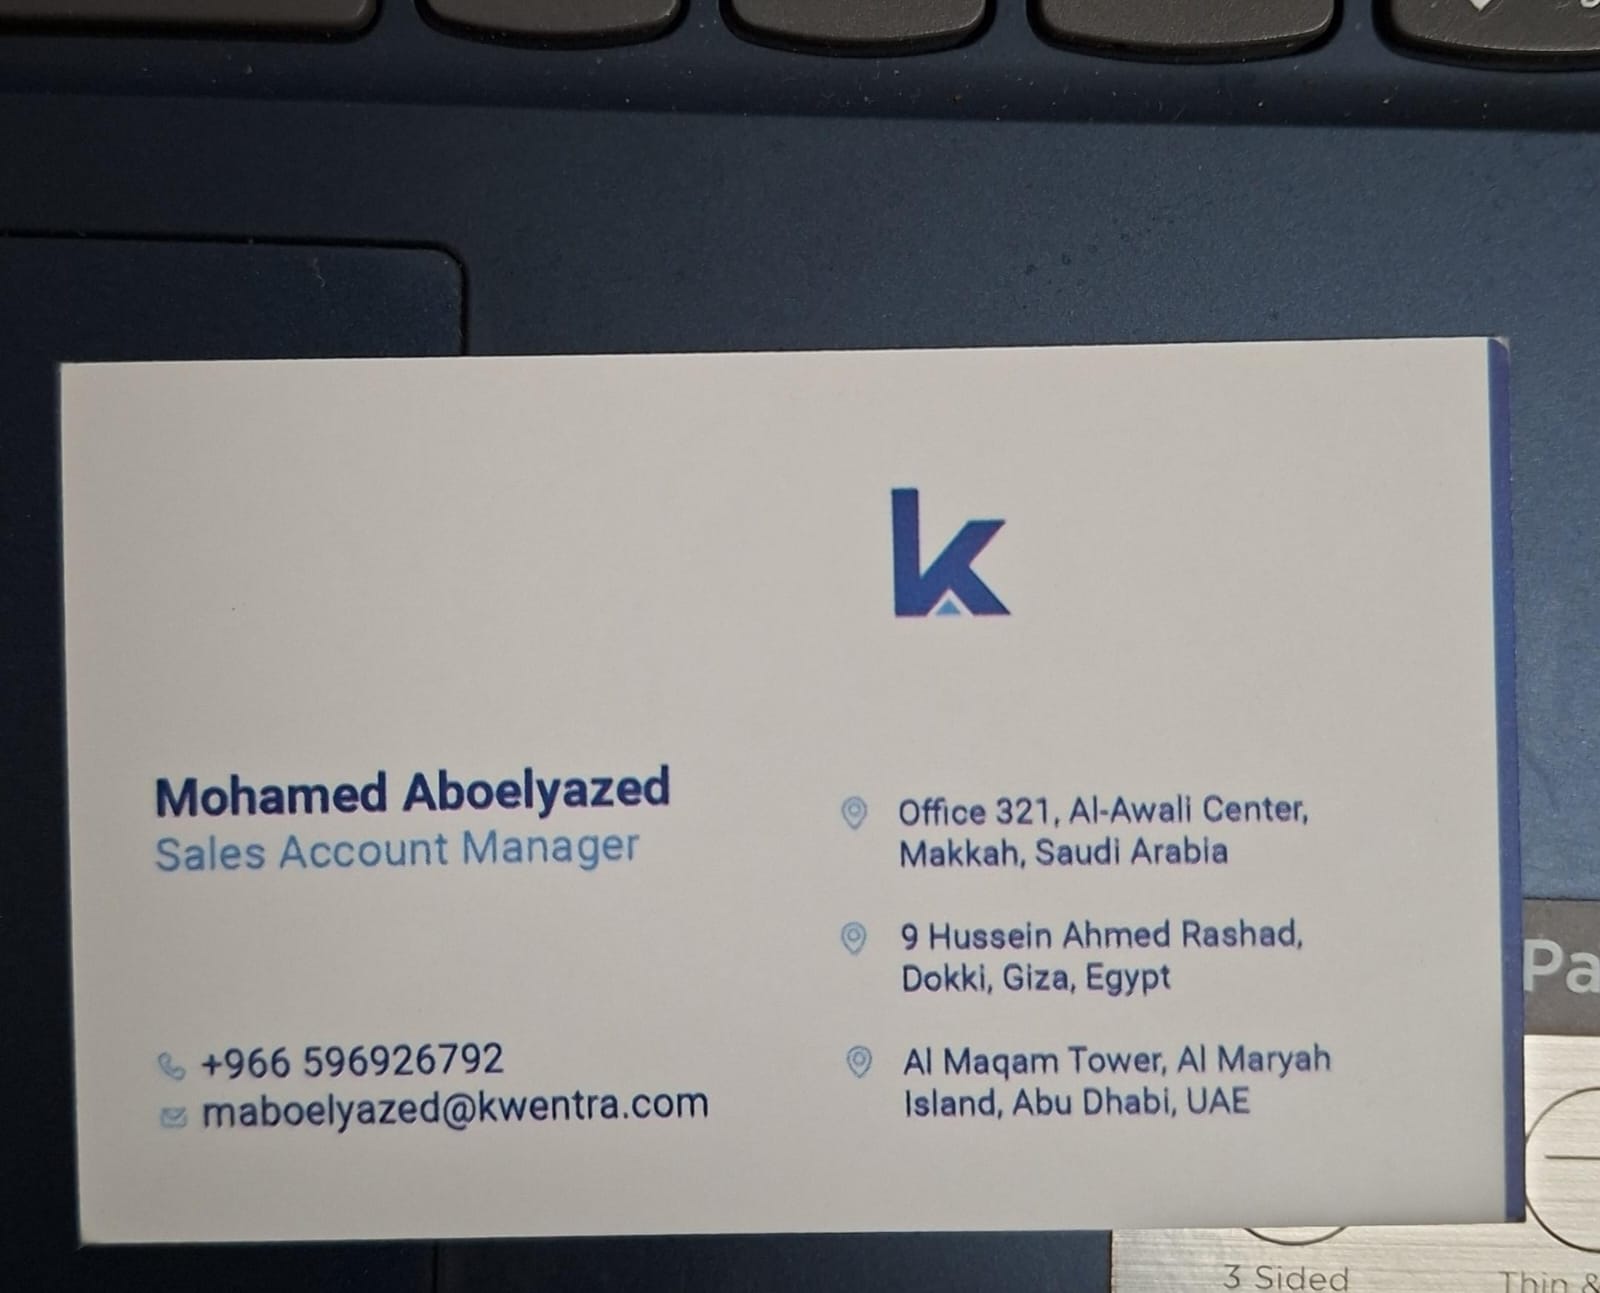 k
Mohamed Aboelyazed
Sales Account Manager
+966 596926792
maboelyazed@kwentra.com
Office 321, Al-Awali Center,
Makkah, Saudi Arabia
9 Hussein Ahmed Rashad,
Dokki, Giza, Egypt
Al Maqam Tower, Al Maryah
Island, Abu Dhabi, UAE
3 Sided
Thin &